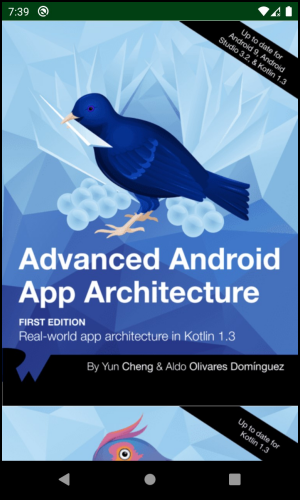 7:39
Up to date for
Android 9, Android
Studio 3.2, & Kotlin 1.3
Advanced Android
App Architecture
FIRST EDITION
Real-world app architecture in Kotlin 1.3
By Yun Cheng & Aldo Olivares Domínguez
Up to date for
Kotlin 1.3